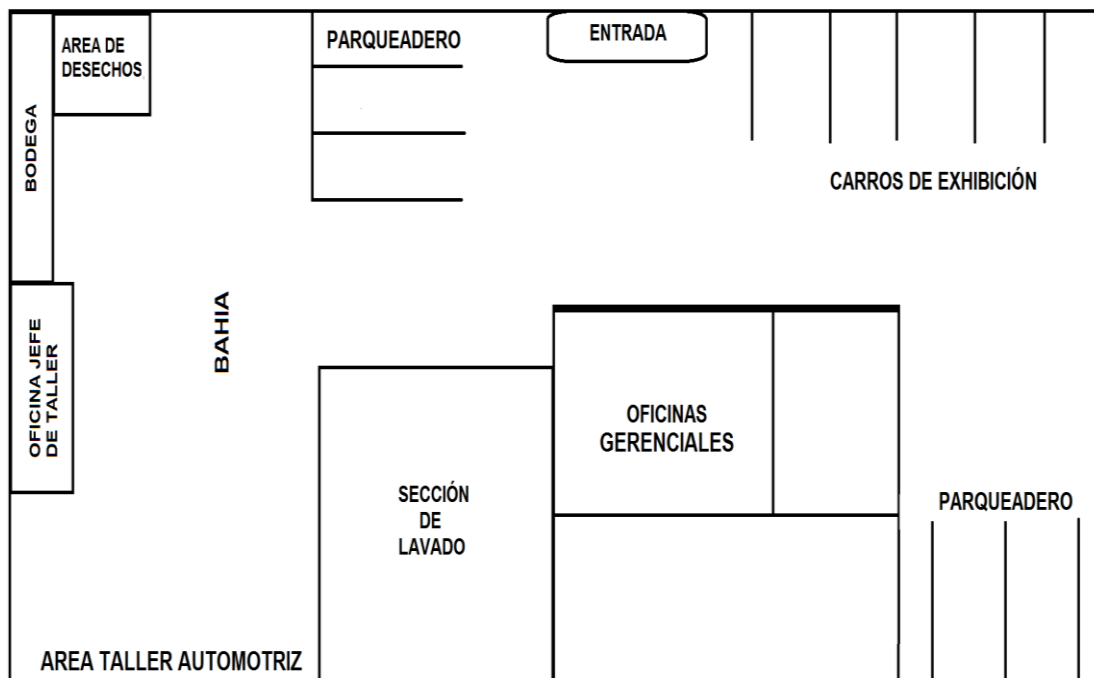 AREA DE
DESECHOS
PARQUEADERO
ENTRADA
BODEGA
CARROS DE EXHIBICIÓN
BAHIA
OFICINA JEFE
DE TALLER
OFICINAS
GERENCIALES
SECCIÓN
DE
LAVADO
PARQUEADERO
AREA TALLER AUTOMOTRIZ